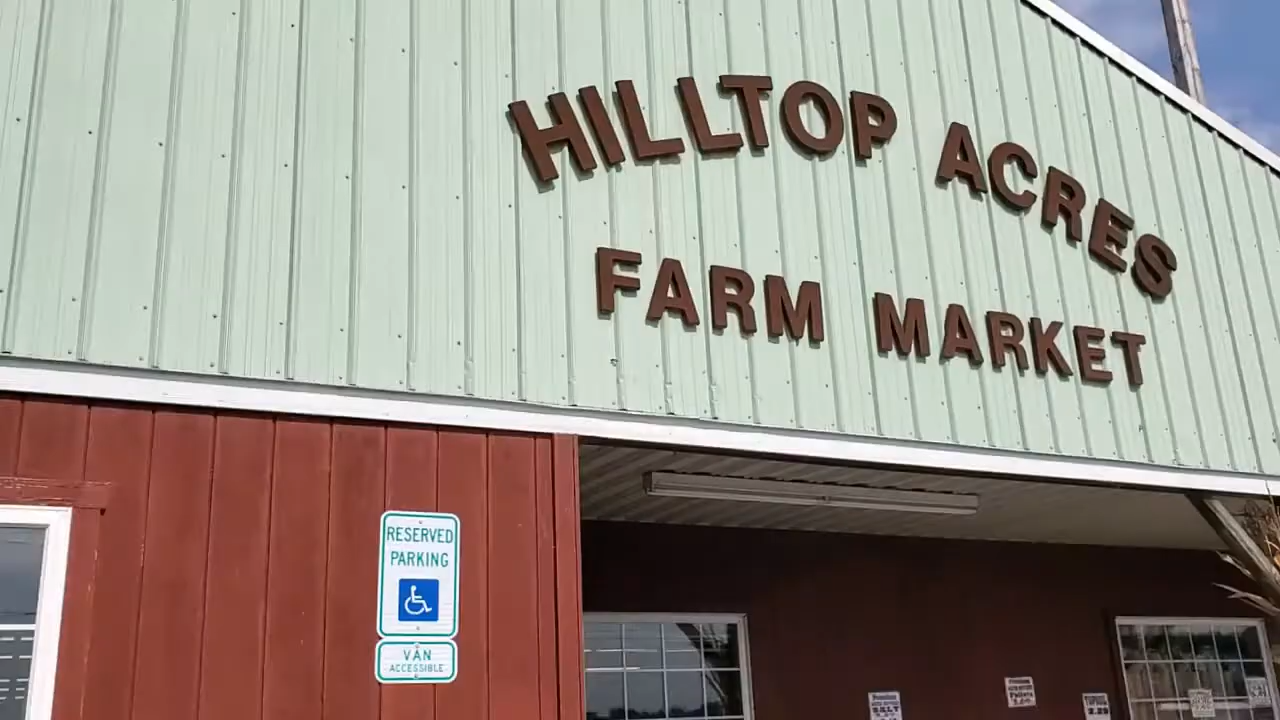 HILLTOP ACRES
FARM MARKET
RESERVED
PARKING
VAN
ACCESSIBLE